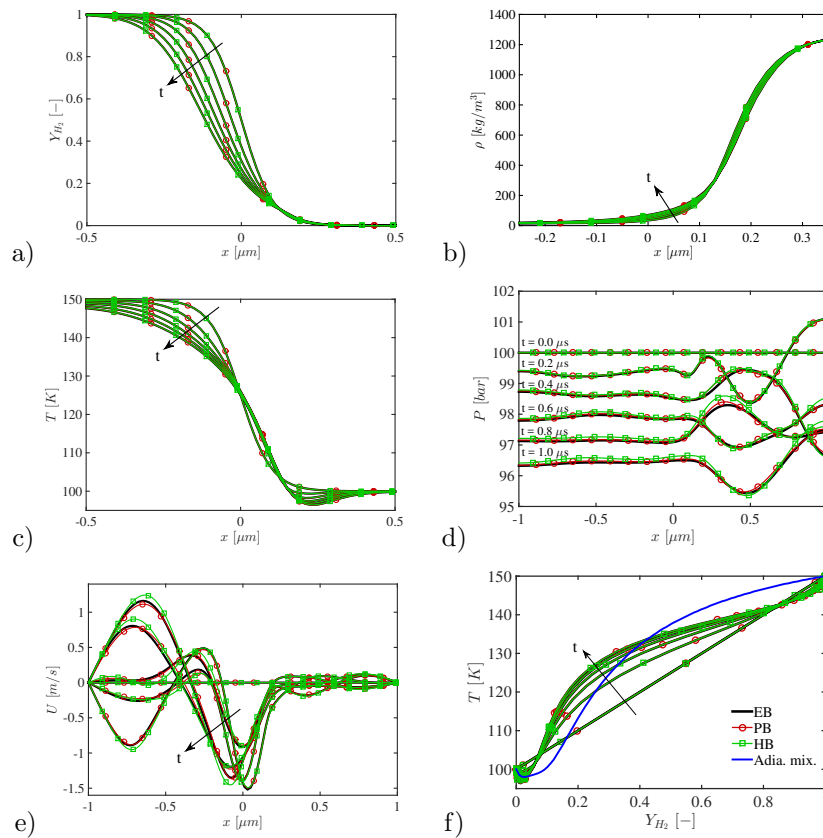 1
0.8
0.6
0.4
0.2
0
Y_{H_2} [−]
t
-0.5
0
0.5
x [μm]
a)
1400
1200
1000
800
600
400
200
0
ρ [kg/m³]
t
-0.2
-0.1
0
0.1
0.2
0.3
x [μm]
b)
150
140
130
120
110
100
T [K]
t
-0.5
0
0.5
x [μm]
c)
102
101
100
99
98
97
96
95
P [bar]
t = 0.0 μs
t = 0.2 μs
t = 0.4 μs
t = 0.6 μs
t = 0.8 μs
t = 1.0 μs
-1
-0.5
0
0.5
x [μm]
d)
1
0.5
0
-0.5
-1
-1.5
U [m/s]
t
-1
-0.5
0
0.5
1
x [μm]
e)
150
140
130
120
110
100
T [K]
t
EB
PB
HB
Adia. mix.
0
0.2
0.4
0.6
0.8
Y_{H_2} [−]
f)